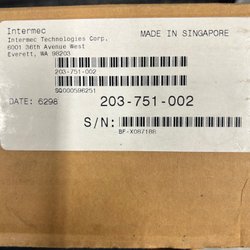 Intermec
Intermec Technologies Corp.
6001 36th Avenue West
Everett, WA 98203
MADE IN SINGAPORE
203-751-002
SQ000596251
DATE: 6298
203-751-002
S/N:
BF-X087188